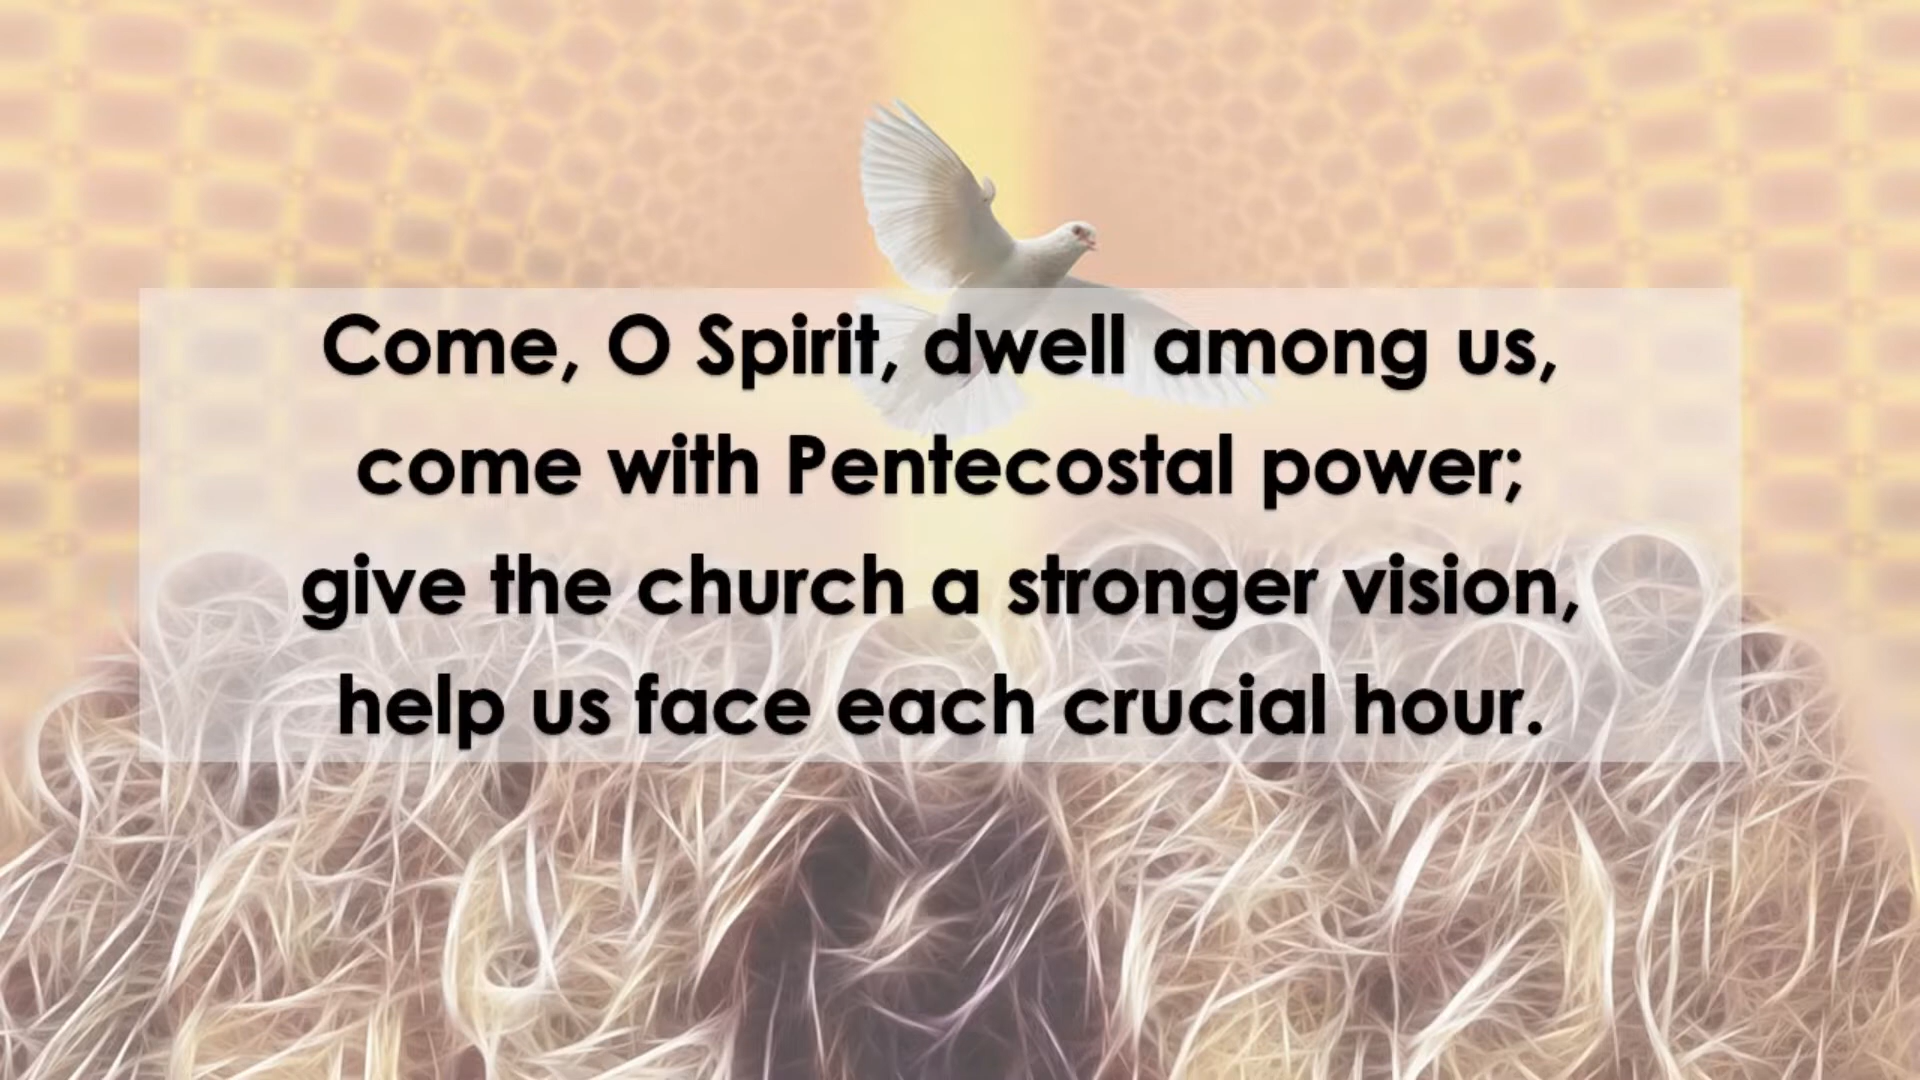 Come, O Spirit, dwell among us,
come with Pentecostal power;
give the church a stronger vision,
help us face each crucial hour.